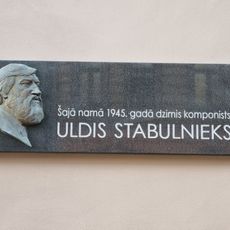 Šajā namā 1945. gadā dzimis komponists
ULDIS STABULNIEKS